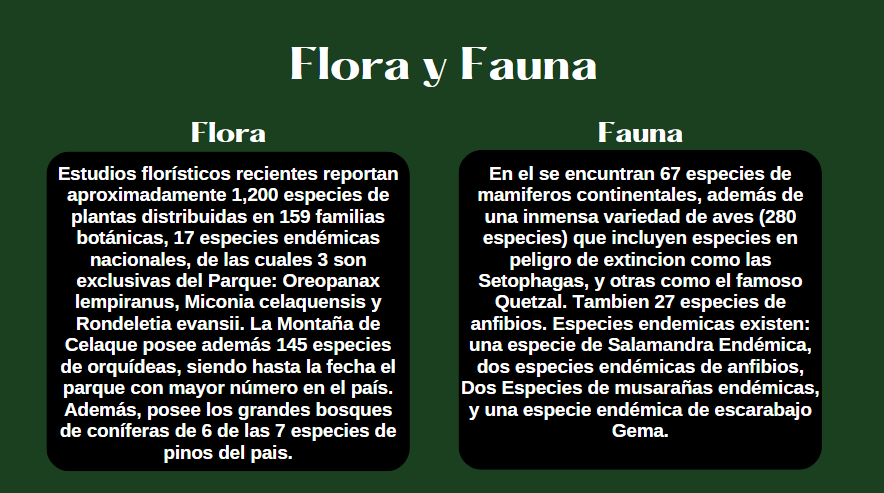 Flora y Fauna
Flora
Estudios florísticos recientes reportan
aproximadamente 1,200 especies de
plantas distribuidas en 159 familias
botánicas, 17 especies endémicas
nacionales, de las cuales 3 son
exclusivas del Parque: Oreopanax
lempiranus, Miconia celaquensis y
Rondeletia evansii. La Montaña de
Celaque posee además 145 especies
de orquídeas, siendo hasta la fecha el
parque con mayor número en el país.
Además, posee los grandes bosques
de coníferas de 6 de las 7 especies de
pinos del pais.
Fauna
En el se encuntran 67 especies de
mamiferos continentales, además de
una inmensa variedad de aves (280
especies) que incluyen especies en
peligro de extincion como las
Setophagas, y otras como el famoso
Quetzal. Tambien 27 especies de
anfibios. Especies endemicas existen:
una especie de Salamandra Endémica,
dos especies endémicas de anfibios,
Dos Especies de musarañas endémicas,
y una especie endémica de escarabajo
Gema.